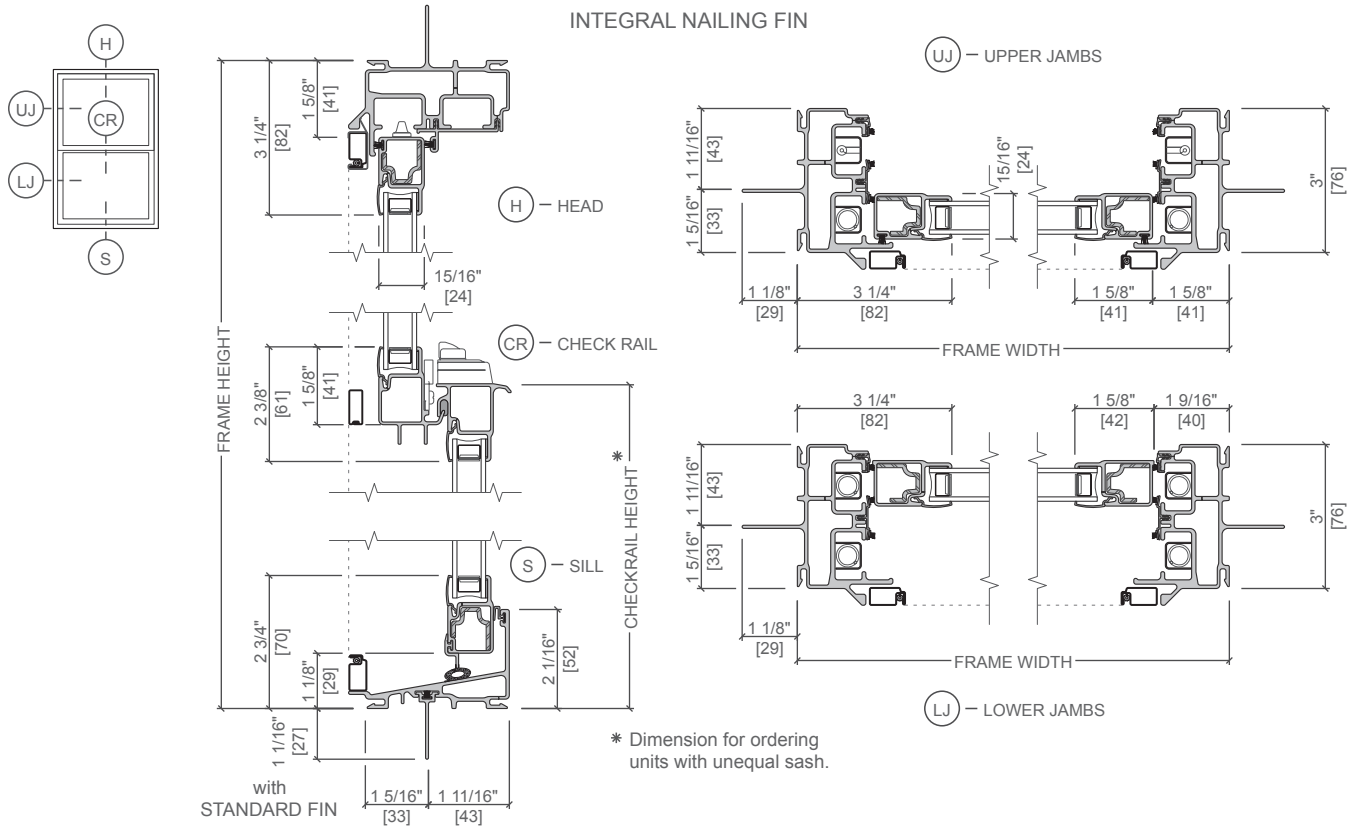 INTEGRAL NAILING FIN
H
UJ
CR
LJ
S
FRAME HEIGHT
3 1/4"
[82]
1 5/8"
[41]
H – HEAD
15/16"
[24]
CR – CHECK RAIL
2 3/8"
[61]
1 5/8"
[41]
CHECKRAIL HEIGHT *
S – SILL
2 3/4"
[70]
1 1/8"
[29]
2 1/16"
[52]
1 1/16"
[27]
with
STANDARD FIN
1 5/16"
[33]
1 11/16"
[43]
* Dimension for ordering
units with unequal sash.
UJ – UPPER JAMBS
1 11/16"
[43]
1 5/16"
[33]
15/16"
[24]
3"
[76]
1 1/8"
[29]
3 1/4"
[82]
1 5/8"
[41]
1 5/8"
[41]
FRAME WIDTH
3 1/4"
[82]
1 5/8"
[42]
1 9/16"
[40]
1 11/16"
[43]
1 5/16"
[33]
3"
[76]
1 1/8"
[29]
FRAME WIDTH
LJ – LOWER JAMBS